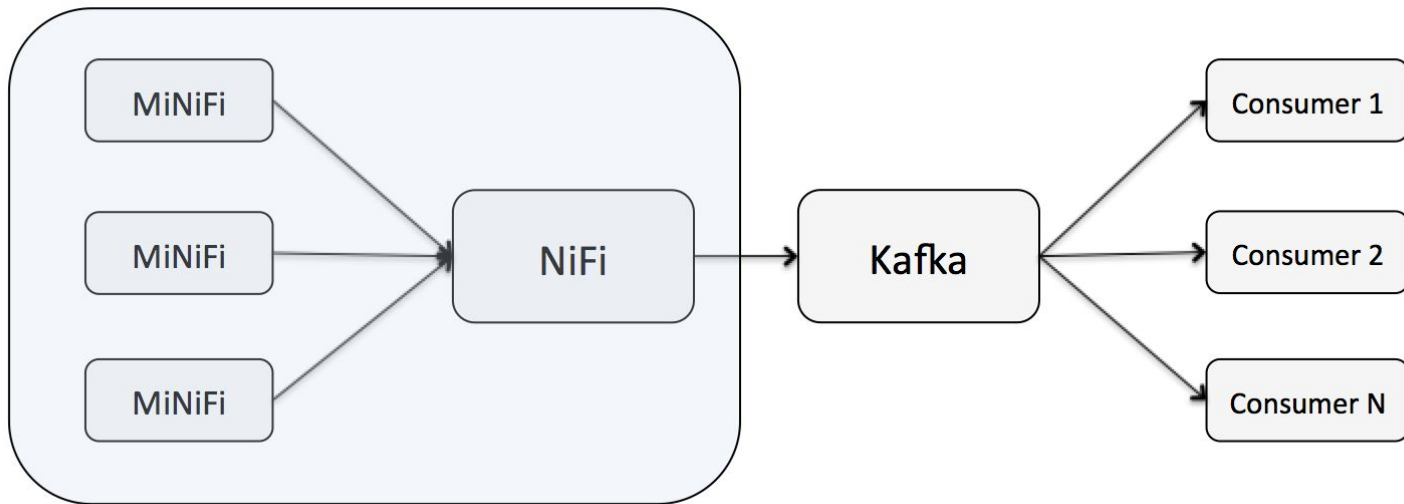 MiNiFi
MiNiFi
MiNiFi
NiFi
Kafka
Consumer 1
Consumer 2
Consumer N